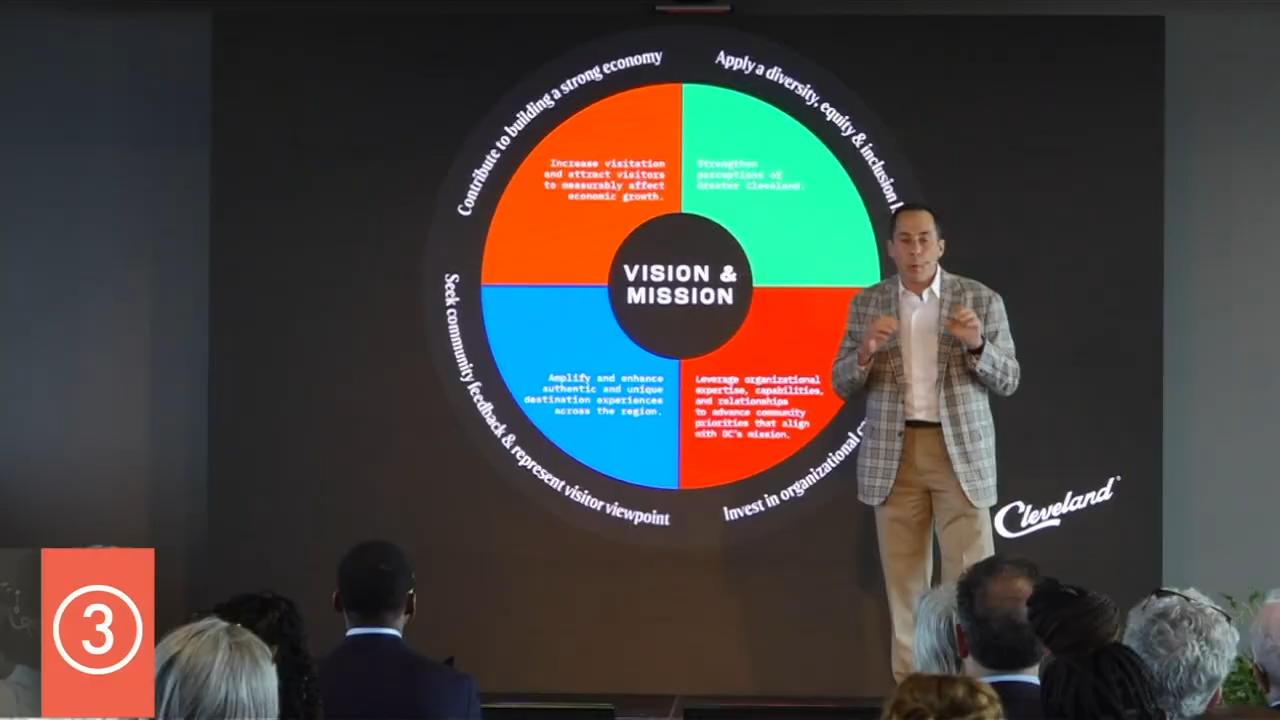 Contribute to building a strong economy
Apply a diversity, equity & inclusion
Increase visitation
and attract visitors
to measurably affect
economic growth.
Strengthen
perceptions of
Greater Cleveland.
VISION &
MISSION
Amplify and enhance
authentic and unique
destination experiences
across the region.
Leverage organizational
expertise, capabilities,
and relationships
to advance community
priorities that align
with DC's mission.
Seek community feedback & represent visitor viewpoint
Invest in organizational
Cleveland
3